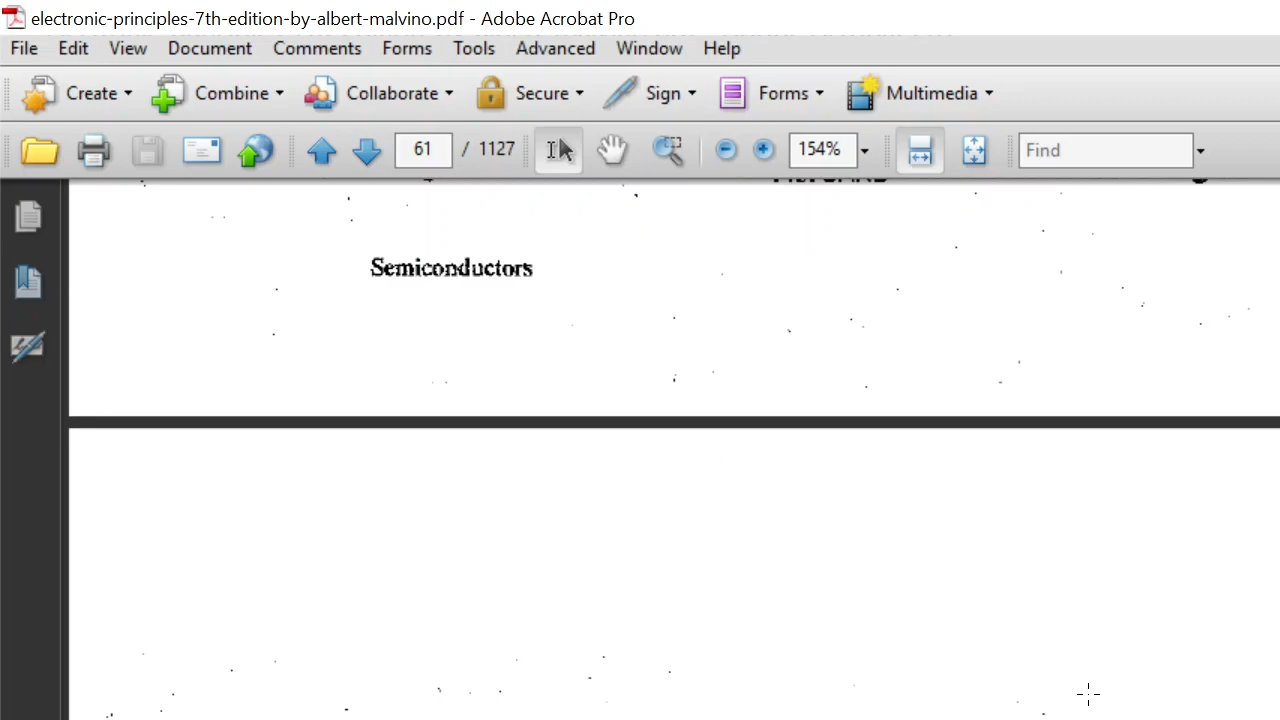 electronic-principles-7th-edition-by-albert-malvino.pdf - Adobe Acrobat Pro
File Edit View Document Comments Forms Tools Advanced Window Help
Create Combine Collaborate Secure Sign Forms Multimedia
61 / 1127 154% Find
Semiconductors